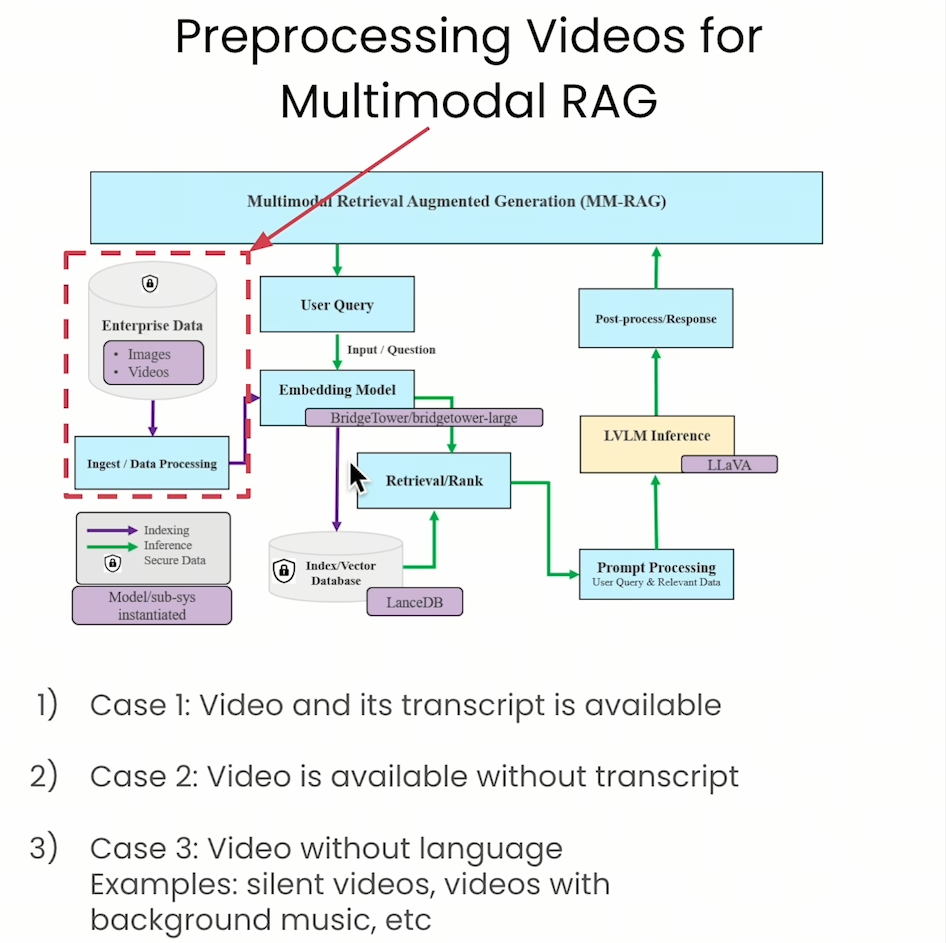 Preprocessing Videos for
Multimodal RAG
Multimodal Retrieval Augmented Generation (MM-RAG)
Enterprise Data
• Images
• Videos
Ingest / Data Processing
User Query
Input / Question
Embedding Model
BridgeTower/bridgetower-large
Retrieval/Rank
Index/Vector
Database
LanceDB
Post-process/Response
LVLM Inference
LLaVA
Prompt Processing
User Query & Relevant Data
Indexing
Inference
Secure Data
Model/sub-sys
instantiated
1) Case 1: Video and its transcript is available
2) Case 2: Video is available without transcript
3) Case 3: Video without language
Examples: silent videos, videos with
background music, etc